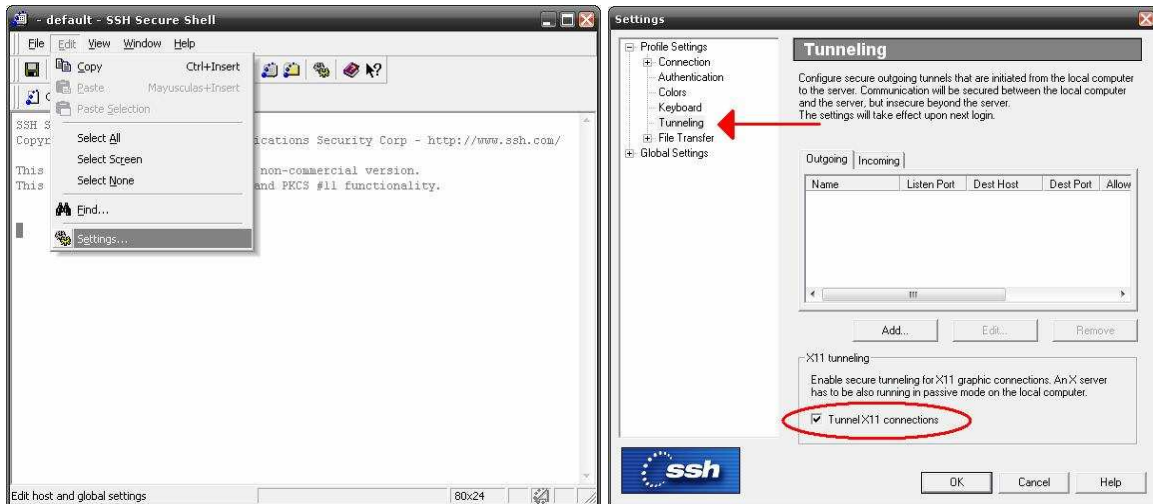 - default - SSH Secure Shell
File Edit View Window Help
Copy Ctrl+Insert
Paste Mayusculas+Insert
Paste Selection
Select All
Select Screen
Select None
Find...
Settings...
SSH S
Copyr ications Security Corp - http://www.ssh.com/
This non-commercial version.
This and PKCS #11 functionality.
Edit host and global settings 80x24
Settings
Profile Settings
Connection
Authentication
Colors
Keyboard
Tunneling
File Transfer
Global Settings
ssh
Tunneling
Configure secure outgoing tunnels that are initiated from the local computer
to the server. Communication will be secured between the local computer
and the server, but insecure beyond the server.
The settings will take effect upon next login.
Outgoing Incoming
Name Listen Port Dest Host Dest Port Allow
Add... Edit... Remove
X11 tunneling
Enable secure tunneling for X11 graphic connections. An X server
has to be also running in passive mode on the local computer.
Tunnel X11 connections
OK Cancel Help